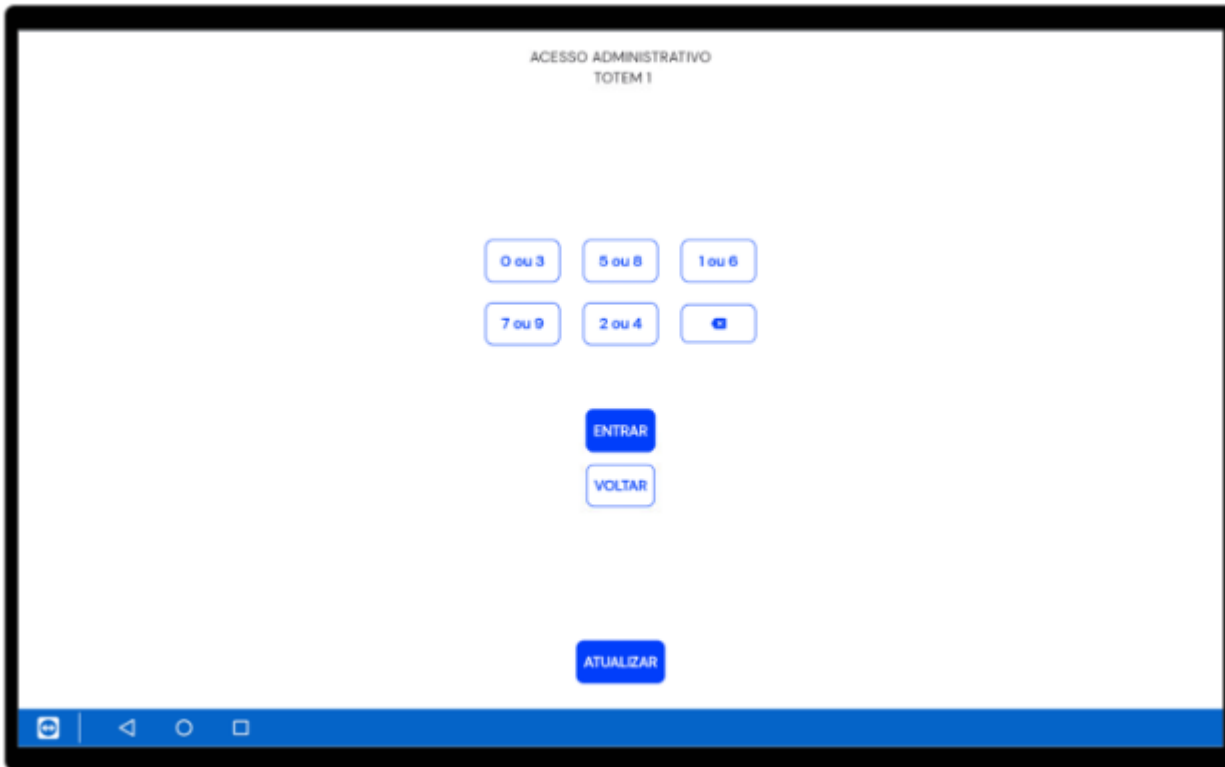 ACESSO ADMINISTRATIVO
TOTEM 1
0 ou 3 5 ou 8 1 ou 6
7 ou 9 2 ou 4
ENTRAR
VOLTAR
ATUALIZAR